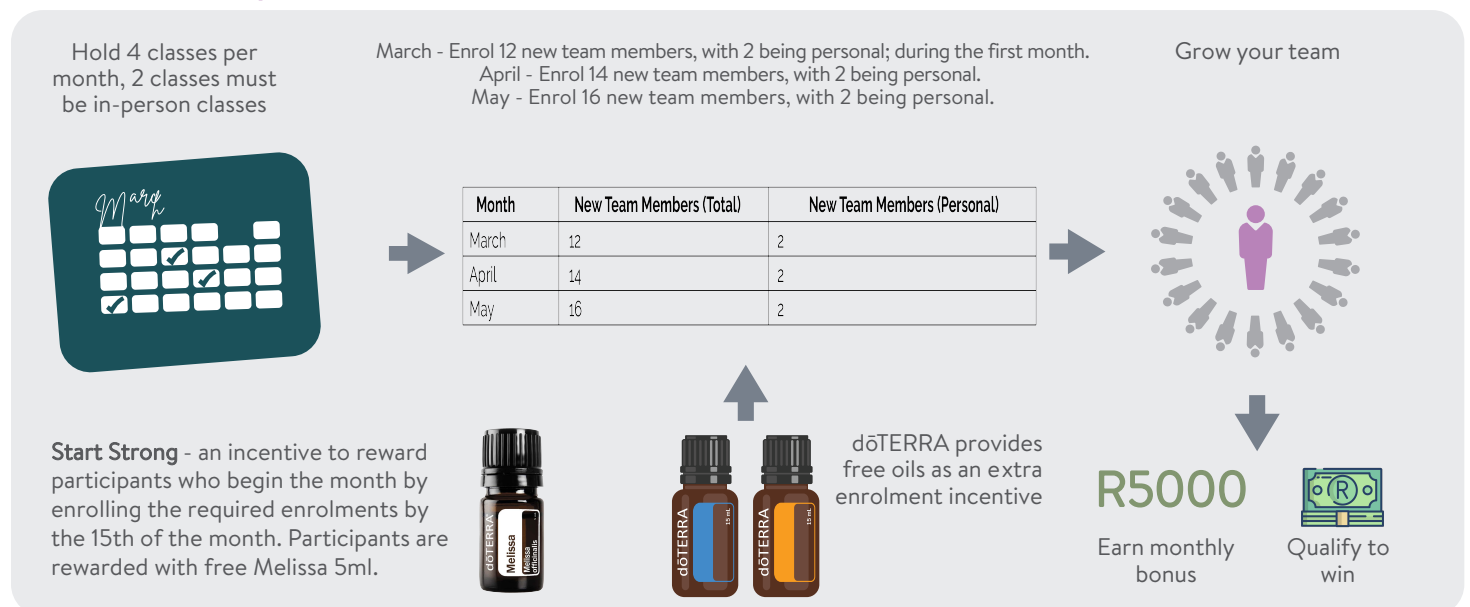 Hold 4 classes per
month, 2 classes must
be in-person classes
March - Enrol 12 new team members, with 2 being personal; during the first month.
April - Enrol 14 new team members, with 2 being personal.
May - Enrol 16 new team members, with 2 being personal.
Grow your team
March
Month New Team Members (Total) New Team Members (Personal)
March 12 2
April 14 2
May 16 2
Start Strong - an incentive to reward
participants who begin the month by
enrolling the required enrolments by
the 15th of the month. Participants are
rewarded with free Melissa 5ml.
dōTERRA
Melissa
Melissa
officinalis
dōTERRA
15 mL
dōTERRA
15 mL
dōTERRA provides
free oils as an extra
enrolment incentive
R5000
Earn monthly
bonus
R
Qualify to
win